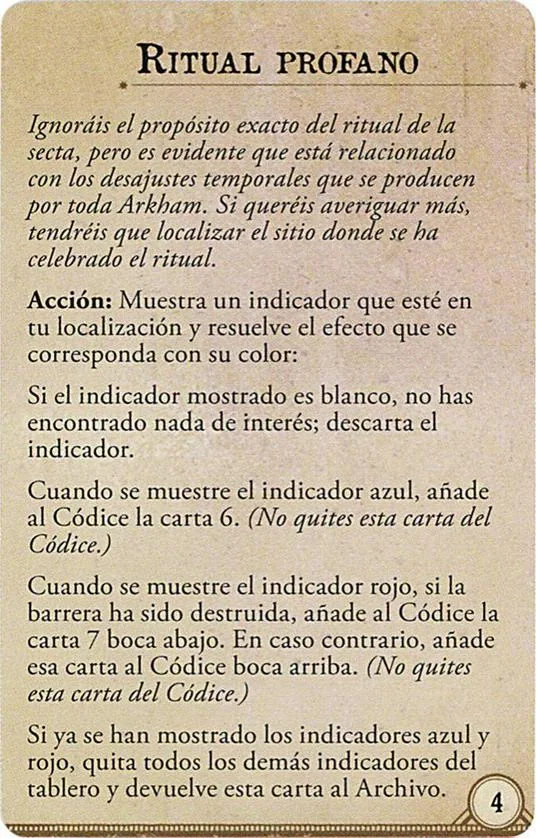 Ritual profano
Ignoráis el propósito exacto del ritual de la
secta, pero es evidente que está relacionado
con los desajustes temporales que se producen
por toda Arkham. Si queréis averiguar más,
tendréis que localizar el sitio donde se ha
celebrado el ritual.
Acción: Muestra un indicador que esté en
tu localización y resuelve el efecto que se
corresponda con su color:
Si el indicador mostrado es blanco, no has
encontrado nada de interés; descarta el
indicador.
Cuando se muestre el indicador azul, añade
al Códice la carta 6. (No quites esta carta del
Códice.)
Cuando se muestre el indicador rojo, si la
barrera ha sido destruida, añade al Códice la
carta 7 boca abajo. En caso contrario, añade
esa carta al Códice boca arriba. (No quites
esta carta del Códice.)
Si ya se han mostrado los indicadores azul y
rojo, quita todos los demás indicadores del
tablero y devuelve esta carta al Archivo.
4